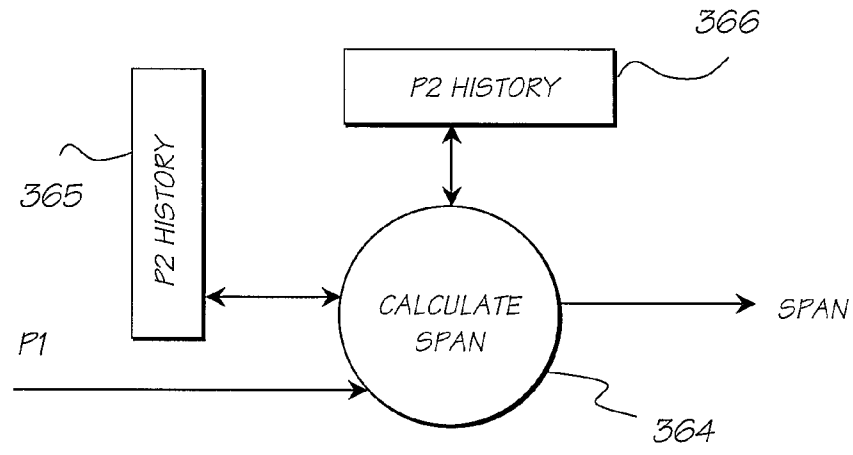 366
P2 HISTORY
P2 HISTORY
365
CALCULATE
SPAN
SPAN
P1
364